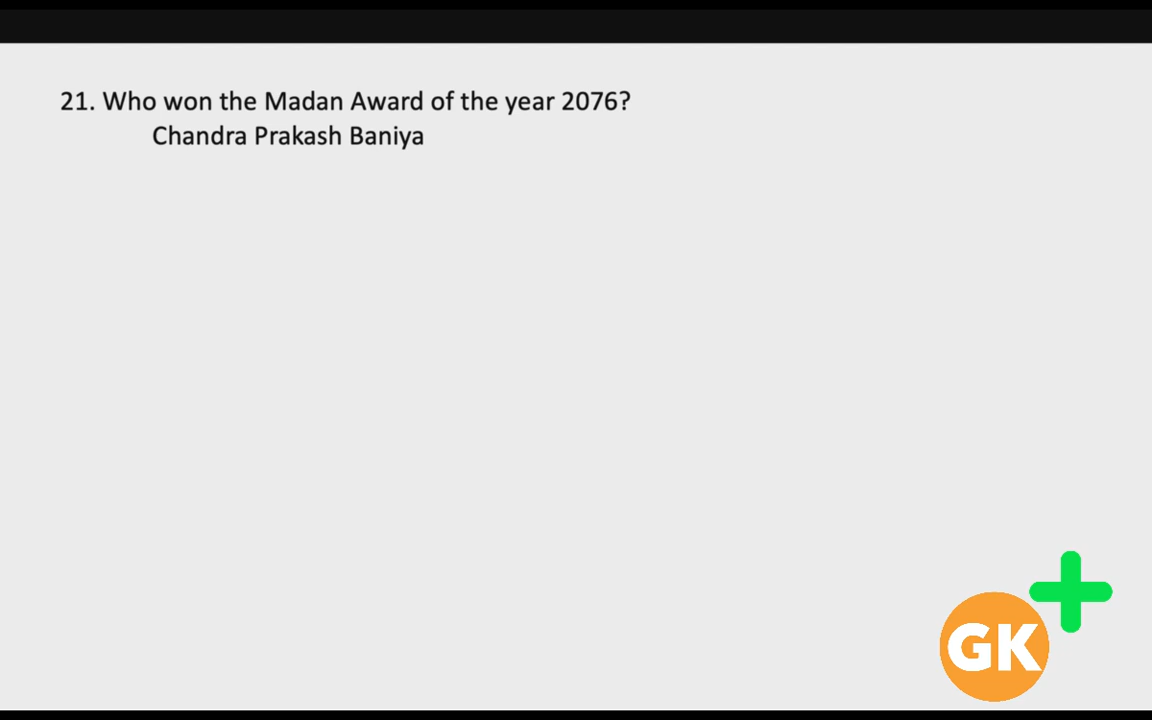 21. Who won the Madan Award of the year 2076?
Chandra Prakash Baniya
GK